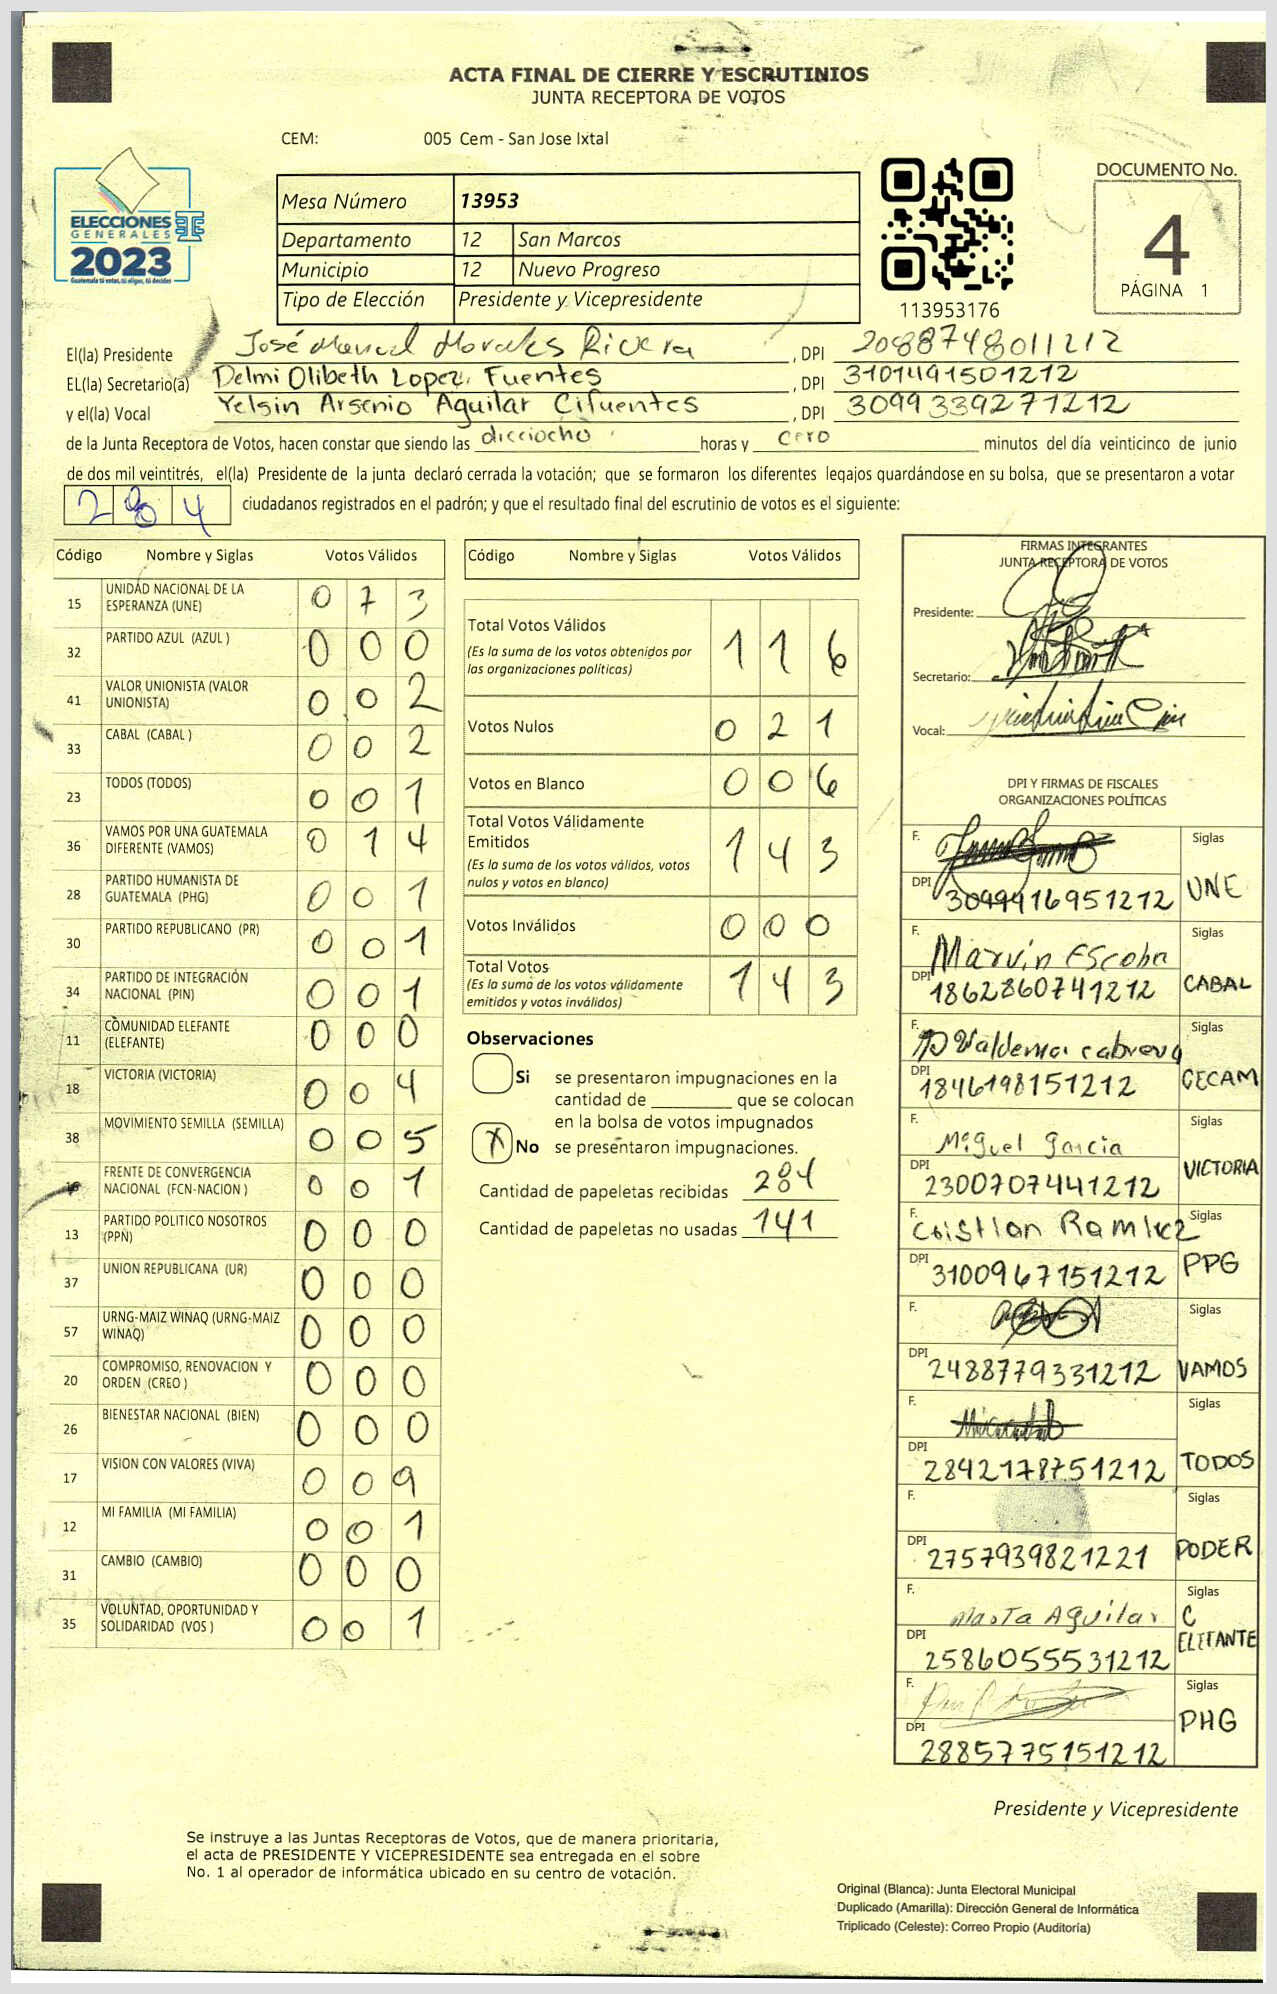 ACTA FINAL DE CIERRE Y ESCRUTINIOS
JUNTA RECEPTORA DE VOTOS
CEM: 005 Cem - San Jose Ixtal
ELECCIONES
GENERALES
2023
Guatemala tú votas, tú eliges, tú decides
Mesa Número 13953
Departamento 12 San Marcos
Municipio 12 Nuevo Progreso
Tipo de Elección Presidente y Vicepresidente
113953176
DOCUMENTO No.
4
PÁGINA 1
El(la) Presidente José Manuel Morales Rivera, DPI 2088748011212
EL(la) Secretario(a) Delmi Olibeth Lopez Fuentes, DPI 3101491501212
y el(la) Vocal Yelsin Arsenio Aguilar Cifuentes, DPI 3099339271212
de la Junta Receptora de Votos, hacen constar que siendo las dicciocho horas y cero minutos del día veinticinco de junio
de dos mil veintitrés, el(la) Presidente de la junta declaró cerrada la votación; que se formaron los diferentes legajos quardándose en su bolsa, que se presentaron a votar
284 ciudadanos registrados en el padrón; y que el resultado final del escrutinio de votos es el siguiente:
Código Nombre y Siglas Votos Válidos
15 UNIDAD NACIONAL DE LA ESPERANZA (UNE) 0 7 3
32 PARTIDO AZUL (AZUL ) 0 0 0
41 VALOR UNIONISTA (VALOR UNIONISTA) 0 0 2
33 CABAL (CABAL ) 0 0 2
23 TODOS (TODOS) 0 0 1
36 VAMOS POR UNA GUATEMALA DIFERENTE (VAMOS) 0 1 4
28 PARTIDO HUMANISTA DE GUATEMALA (PHG) 0 0 1
30 PARTIDO REPUBLICANO (PR) 0 0 1
34 PARTIDO DE INTEGRACIÓN NACIONAL (PIN) 0 0 1
11 COMUNIDAD ELEFANTE (ELEFANTE) 0 0 0
18 VICTORIA (VICTORIA) 0 0 4
38 MOVIMIENTO SEMILLA (SEMILLA) 0 0 5
FRENTE DE CONVERGENCIA NACIONAL (FCN-NACION ) 0 0 1
13 PARTIDO POLITICO NOSOTROS (PPN) 0 0 0
37 UNION REPUBLICANA (UR) 0 0 0
57 URNG-MAIZ WINAQ (URNG-MAIZ WINAQ) 0 0 0
20 COMPROMISO, RENOVACION Y ORDEN (CREO ) 0 0 0
26 BIENESTAR NACIONAL (BIEN) 0 0 0
17 VISION CON VALORES (VIVA) 0 0 9
12 MI FAMILIA (MI FAMILIA) 0 0 1
31 CAMBIO (CAMBIO) 0 0 0
35 VOLUNTAD, OPORTUNIDAD Y SOLIDARIDAD (VOS ) 0 0 1
Código Nombre y Siglas Votos Válidos
Total Votos Válidos 1 1 6
(Es la suma de los votos obtenidos por las organizaciones políticas)
Votos Nulos 0 2 1
Votos en Blanco 0 0 6
Total Votos Válidamente Emitidos 1 4 3
(Es la suma de los votos válidos, votos nulos y votos en blanco)
Votos Inválidos 0 0 0
Total Votos 1 4 3
(Es la suma de los votos válidamente emitidos y votos inválidos)
Observaciones
Si se presentaron impugnaciones en la
cantidad de ________ que se colocan
en la bolsa de votos impugnados
X No se presentaron impugnaciones.
Cantidad de papeletas recibidas 284
Cantidad de papeletas no usadas 141
FIRMAS INTEGRANTES
JUNTA RECEPTORA DE VOTOS
Presidente:
Secretario:
Vocal:
DPI Y FIRMAS DE FISCALES
ORGANIZACIONES POLÍTICAS
F. Siglas
DPI 3099916951212 UNE
F. Marvin Escoba Siglas
DPI 1862860741212 CABAL
F. Valdemar cabrera Siglas
DPI 1846198151212 CECAM
F. Miguel Garcia Siglas
DPI 2300707441212 VICTORIA
F. Cristian Ramirez Siglas
DPI 3100967151212 PPG
F. Siglas
DPI 2488779331212 VAMOS
F. Siglas
DPI 2842178751212 TODOS
F. Siglas
DPI 2757939821221 PODER
F. Marta Aguilar Siglas
DPI 2586055531212 C ELEFANTE
F. Siglas
DPI 2885775151212 PHG
Presidente y Vicepresidente
Se instruye a las Juntas Receptoras de Votos, que de manera prioritaria,
el acta de PRESIDENTE Y VICEPRESIDENTE sea entregada en el sobre
No. 1 al operador de informática ubicado en su centro de votación.
Original (Blanca): Junta Electoral Municipal
Duplicado (Amarilla): Dirección General de Informática
Triplicado (Celeste): Correo Propio (Auditoría)